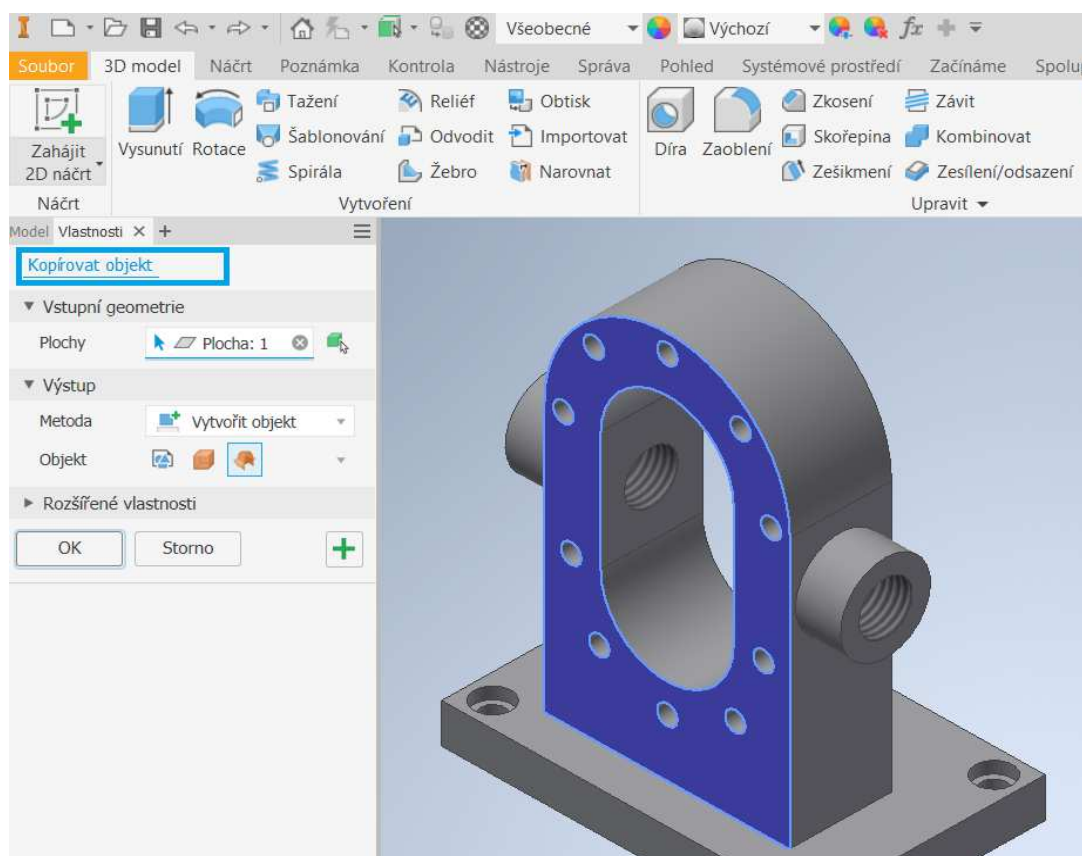 Všeobecné Výchozí fx
Soubor 3D model Náčrt Poznámka Kontrola Nástroje Správa Pohled Systémové prostředí Začínáme
Tažení Reliéf Obtisk Zkosení Závit
Zahájit 2D náčrt Vysunutí Rotace Šablonování Odvodit Importovat Díra Zaoblení Skořepina Kombinovat
Spirála Žebro Narovnat Zešikmení Zesílení/odsazení
Náčrt Vytvoření Upravit
Model Vlastnosti
Kopírovat objekt
Vstupní geometrie
Plochy Plocha: 1
Výstup
Metoda Vytvořit objekt
Objekt
Rozšířené vlastnosti
OK Storno